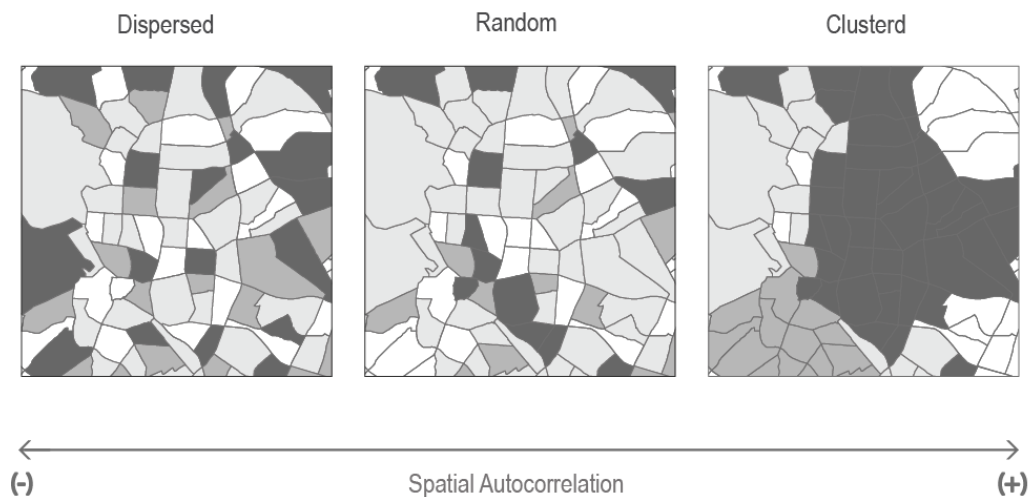 Dispersed
Random
Clusterd
(-)
Spatial Autocorrelation
(+)